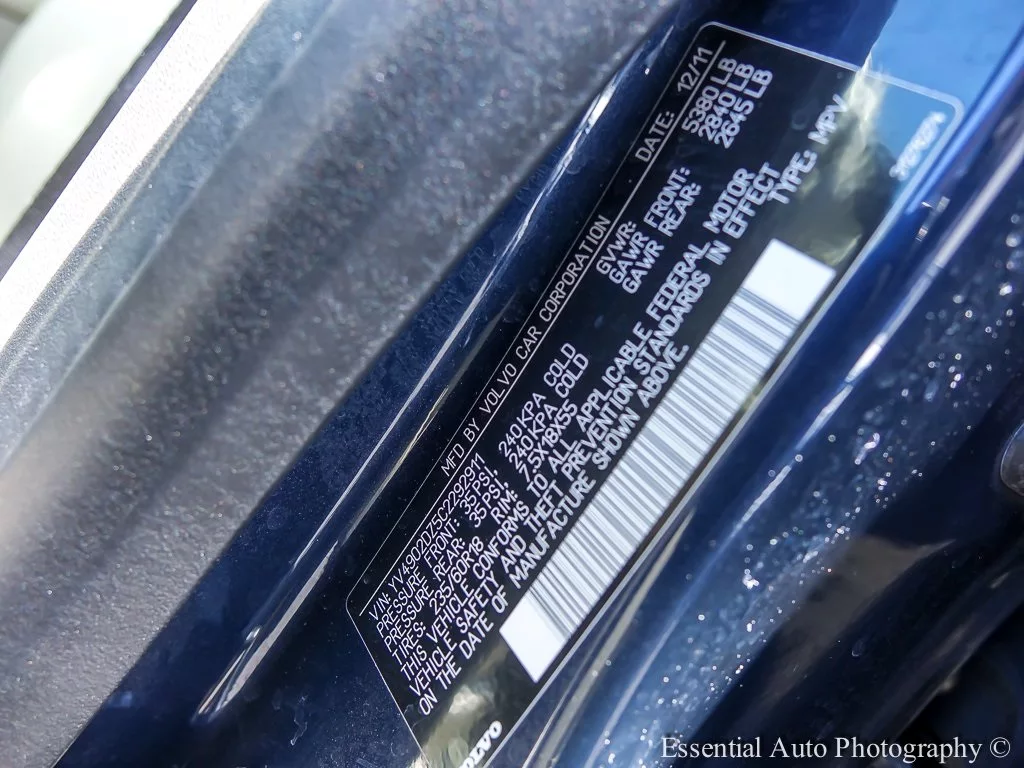 MFD BY VOLVO CAR CORPORATION DATE: 12/11
VIN: YV4902DZ5C2292911 GVWR: 5380 LB
PRESSURE FRONT: 35 PSI, 240 KPA COLD GAWR FRONT: 2840 LB
PRESSURE REAR: 35 PSI, 240 KPA COLD GAWR REAR: 2645 LB
TIRES: 235/60R18 RIM: 7.5X18X55
THIS VEHICLE CONFORMS TO ALL APPLICABLE FEDERAL MOTOR
VEHICLE SAFETY AND THEFT PREVENTION STANDARDS IN EFFECT
ON THE DATE OF MANUFACTURE SHOWN ABOVE. TYPE: MPV
VOLVO
Essential Auto Photography ©